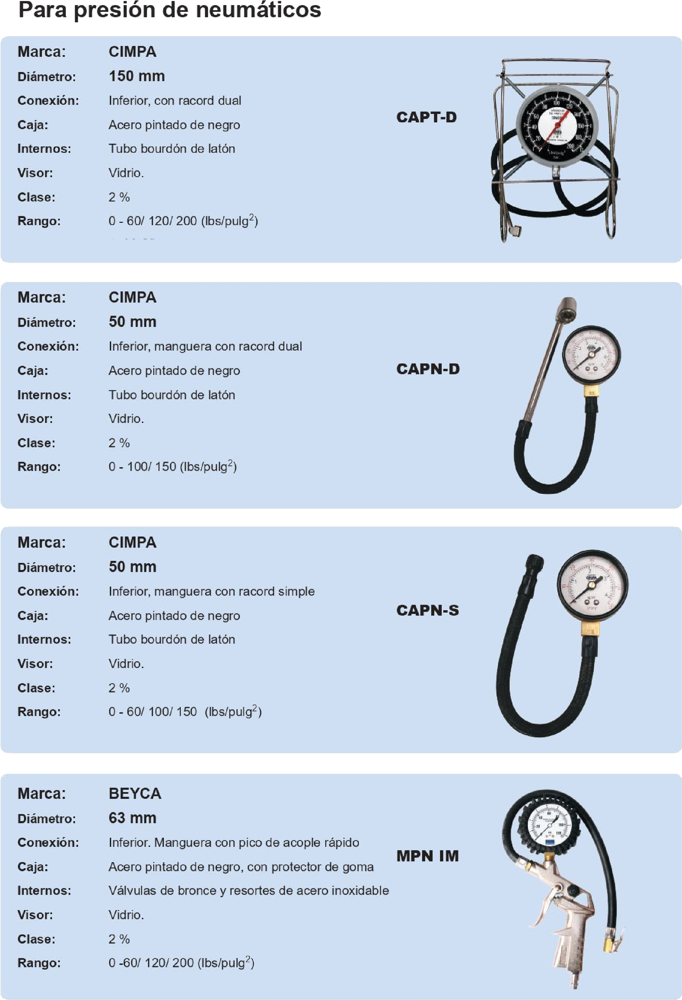 Para presión de neumáticos
Marca: CIMPA
Diámetro: 150 mm
Conexión: Inferior, con racord dual
Caja: Acero pintado de negro
Internos: Tubo bourdón de latón
Visor: Vidrio.
Clase: 2 %
Rango: 0 - 60/ 120/ 200 (lbs/pulg²)
CAPT-D
Marca: CIMPA
Diámetro: 50 mm
Conexión: Inferior, manguera con racord dual
Caja: Acero pintado de negro
Internos: Tubo bourdón de latón
Visor: Vidrio.
Clase: 2 %
Rango: 0 - 100/ 150 (lbs/pulg²)
CAPN-D
Marca: CIMPA
Diámetro: 50 mm
Conexión: Inferior, manguera con racord simple
Caja: Acero pintado de negro
Internos: Tubo bourdón de latón
Visor: Vidrio.
Clase: 2 %
Rango: 0 - 60/ 100/ 150 (lbs/pulg²)
CAPN-S
Marca: BEYCA
Diámetro: 63 mm
Conexión: Inferior. Manguera con pico de acople rápido
Caja: Acero pintado de negro, con protector de goma
Internos: Válvulas de bronce y resortes de acero inoxidable
Visor: Vidrio.
Clase: 2 %
Rango: 0 -60/ 120/ 200 (lbs/pulg²)
MPN IM